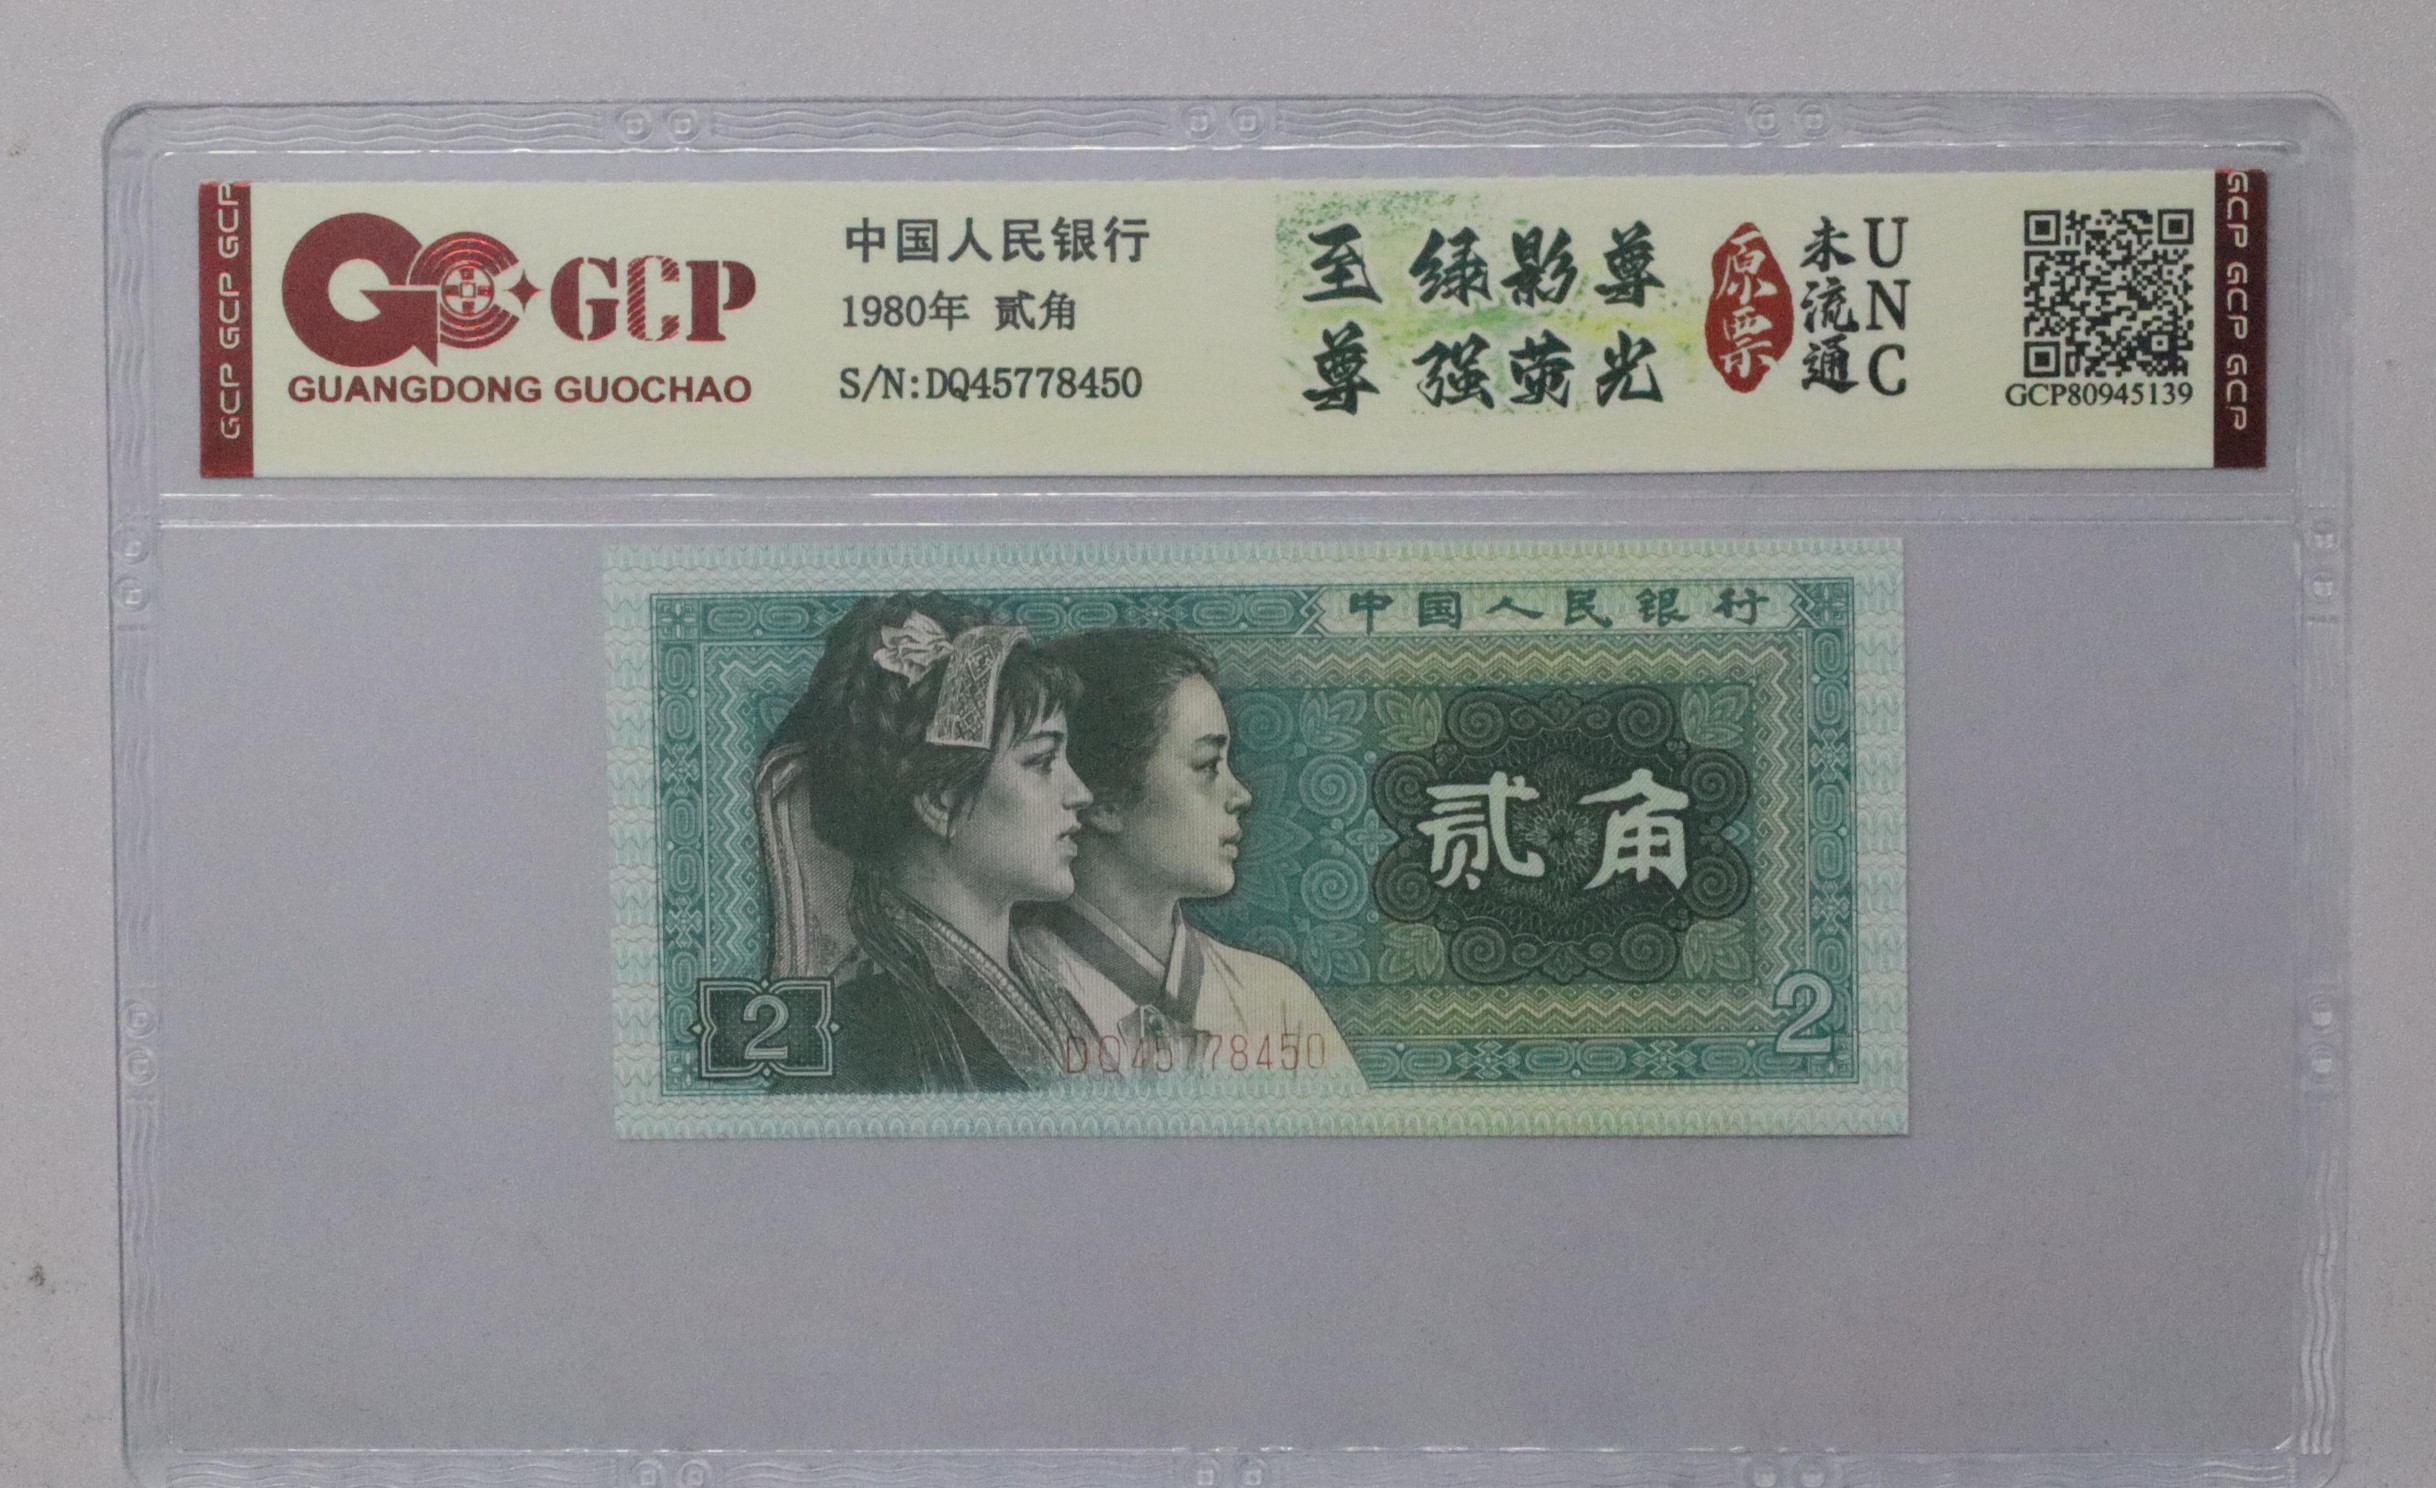 GCP GCP GCP
GCP
GUANGDONG GUOCHAO
中国人民银行
1980年 贰角
S/N:DQ45778450
至尊
绿影尊
强荧光
原票
未流通
UNC
GCP80945139
GCP GCP GCP
中国人民银行
贰角
2
2
DQ45778450